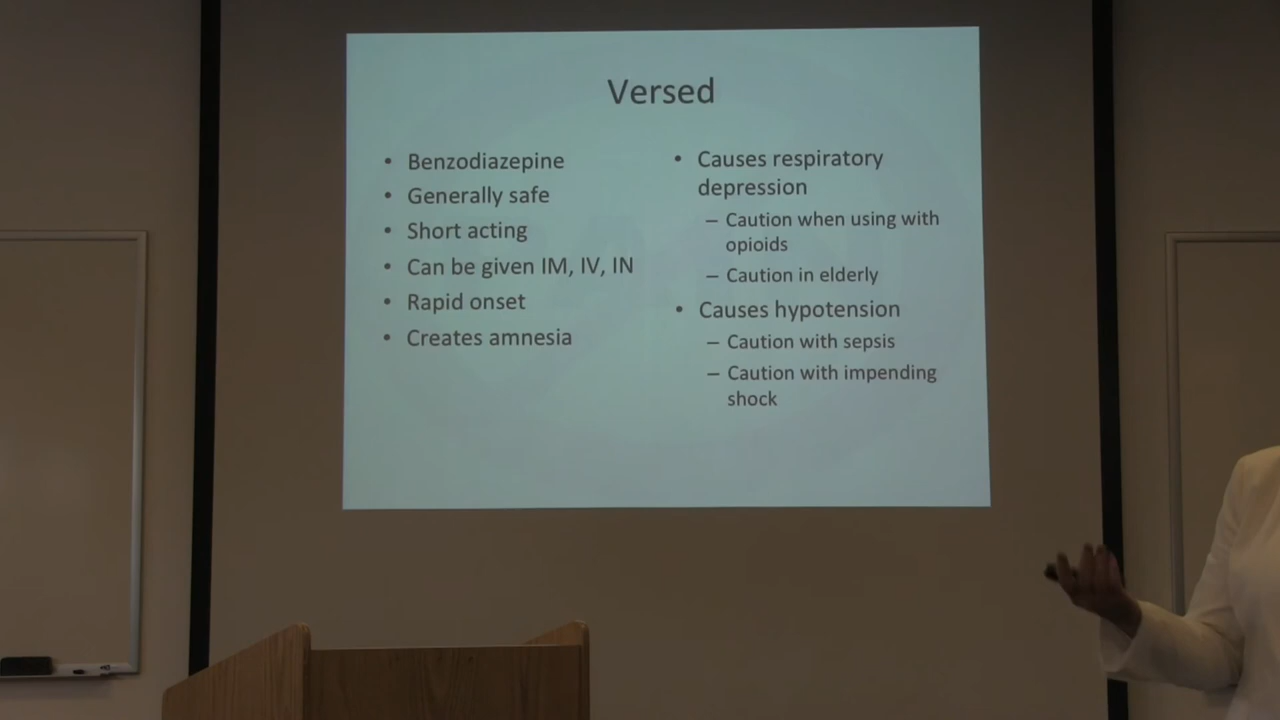 Versed
• Benzodiazepine
• Generally safe
• Short acting
• Can be given IM, IV, IN
• Rapid onset
• Creates amnesia
• Causes respiratory
depression
– Caution when using with
opioids
– Caution in elderly
• Causes hypotension
– Caution with sepsis
– Caution with impending
shock